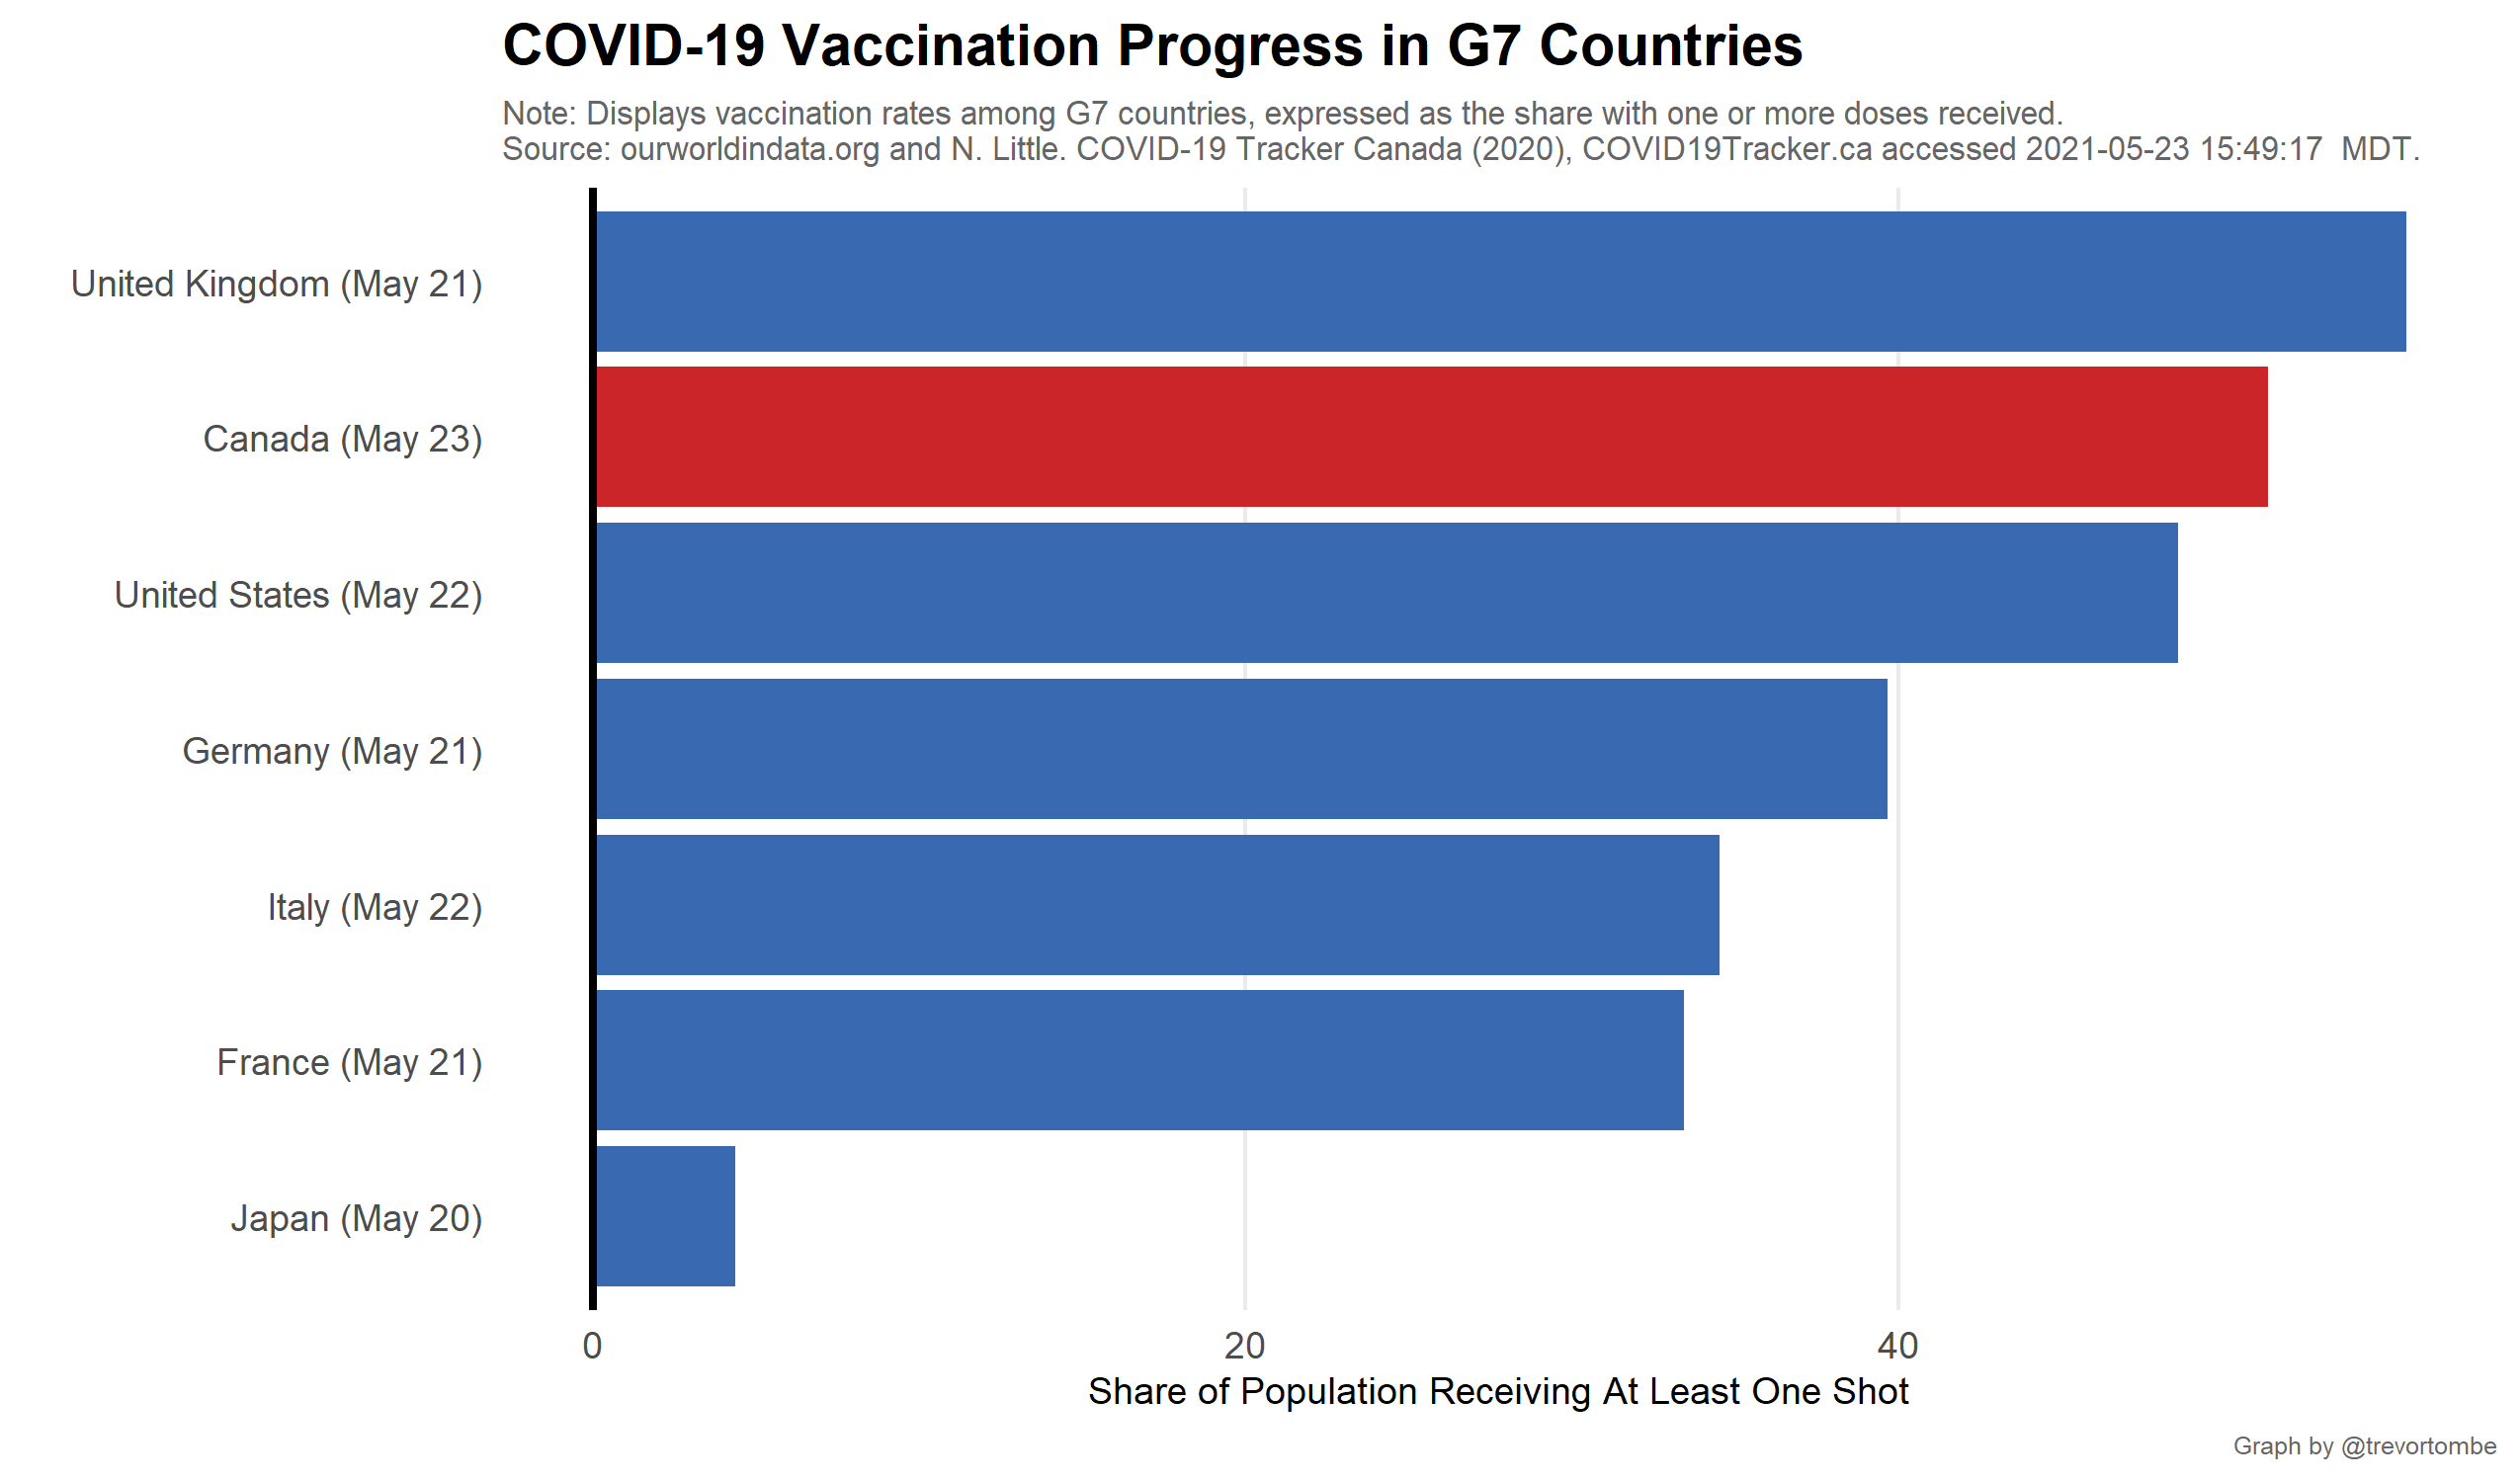 COVID-19 Vaccination Progress in G7 Countries
Note: Displays vaccination rates among G7 countries, expressed as the share with one or more doses received.
Source: ourworldindata.org and N. Little. COVID-19 Tracker Canada (2020), COVID19Tracker.ca accessed 2021-05-23 15:49:17  MDT.
United Kingdom (May 21)
Canada (May 23)
United States (May 22)
Germany (May 21)
Italy (May 22)
France (May 21)
Japan (May 20)
0 20 40
Share of Population Receiving At Least One Shot
Graph by @trevortombe